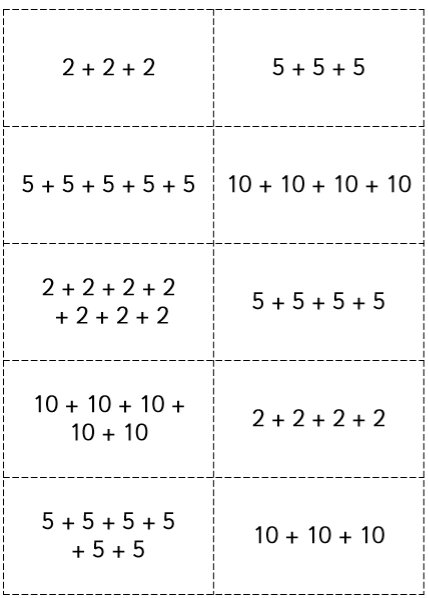 2 + 2 + 2
5 + 5 + 5
5 + 5 + 5 + 5 + 5
10 + 10 + 10 + 10
2 + 2 + 2 + 2
+ 2 + 2 + 2
5 + 5 + 5 + 5
10 + 10 + 10 +
10 + 10
2 + 2 + 2 + 2
5 + 5 + 5 + 5
+ 5 + 5
10 + 10 + 10